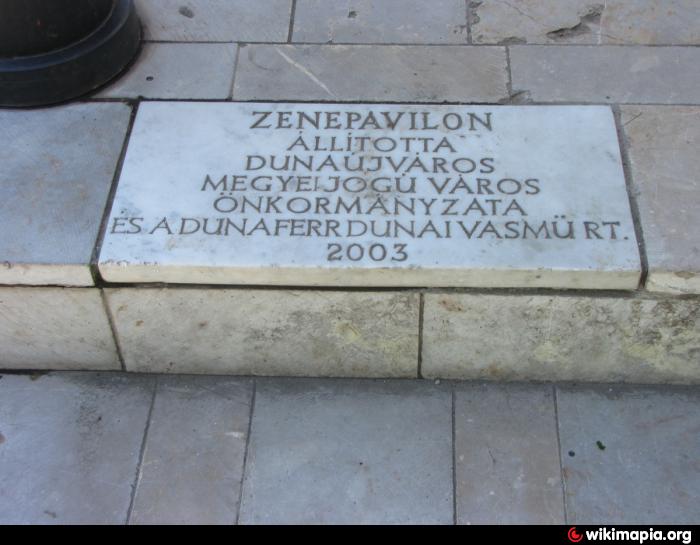 ZENEPAVILON
ÁLLÍTOTTA
DUNAÚJVÁROS
MEGYEI JOGÚ VÁROS
ÖNKORMÁNYZATA
ÉS A DUNAFERR DUNAI VASMŰ RT.
2003
wikimapia.org